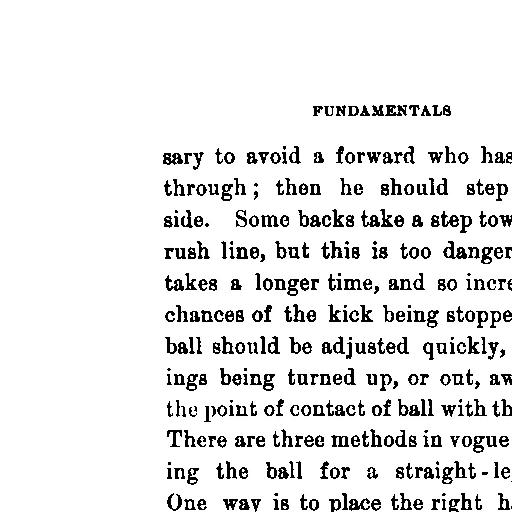 FUNDAMENTALS
sary to avoid a forward who has
through; then he should step
side. Some backs take a step tow
rush line, but this is too danger
takes a longer time, and so incre
chances of the kick being stoppe
ball should be adjusted quickly,
ings being turned up, or out, aw
the point of contact of ball with th
There are three methods in vogue
ing the ball for a straight-le
One way is to place the right h